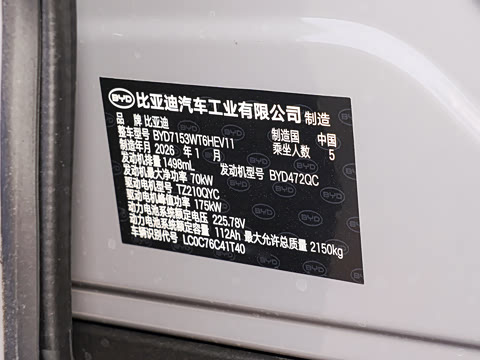 BYD 比亚迪汽车工业有限公司 制造
品 牌 比亚迪 制造国 中国
整车型号 BYD7153WT6HEV11 乘坐人数 5
制造年月 2026 年 1 月
发动机排量 1498mL 发动机型号 BYD472QC
发动机最大净功率 70kW
驱动电机型号 TZ210QYC
驱动电机峰值功率 175kW
动力电池系统额定电压 225.78V
动力电池系统额定容量 112Ah 最大允许总质量 2150kg
车辆识别代号 LC0C76C41T40